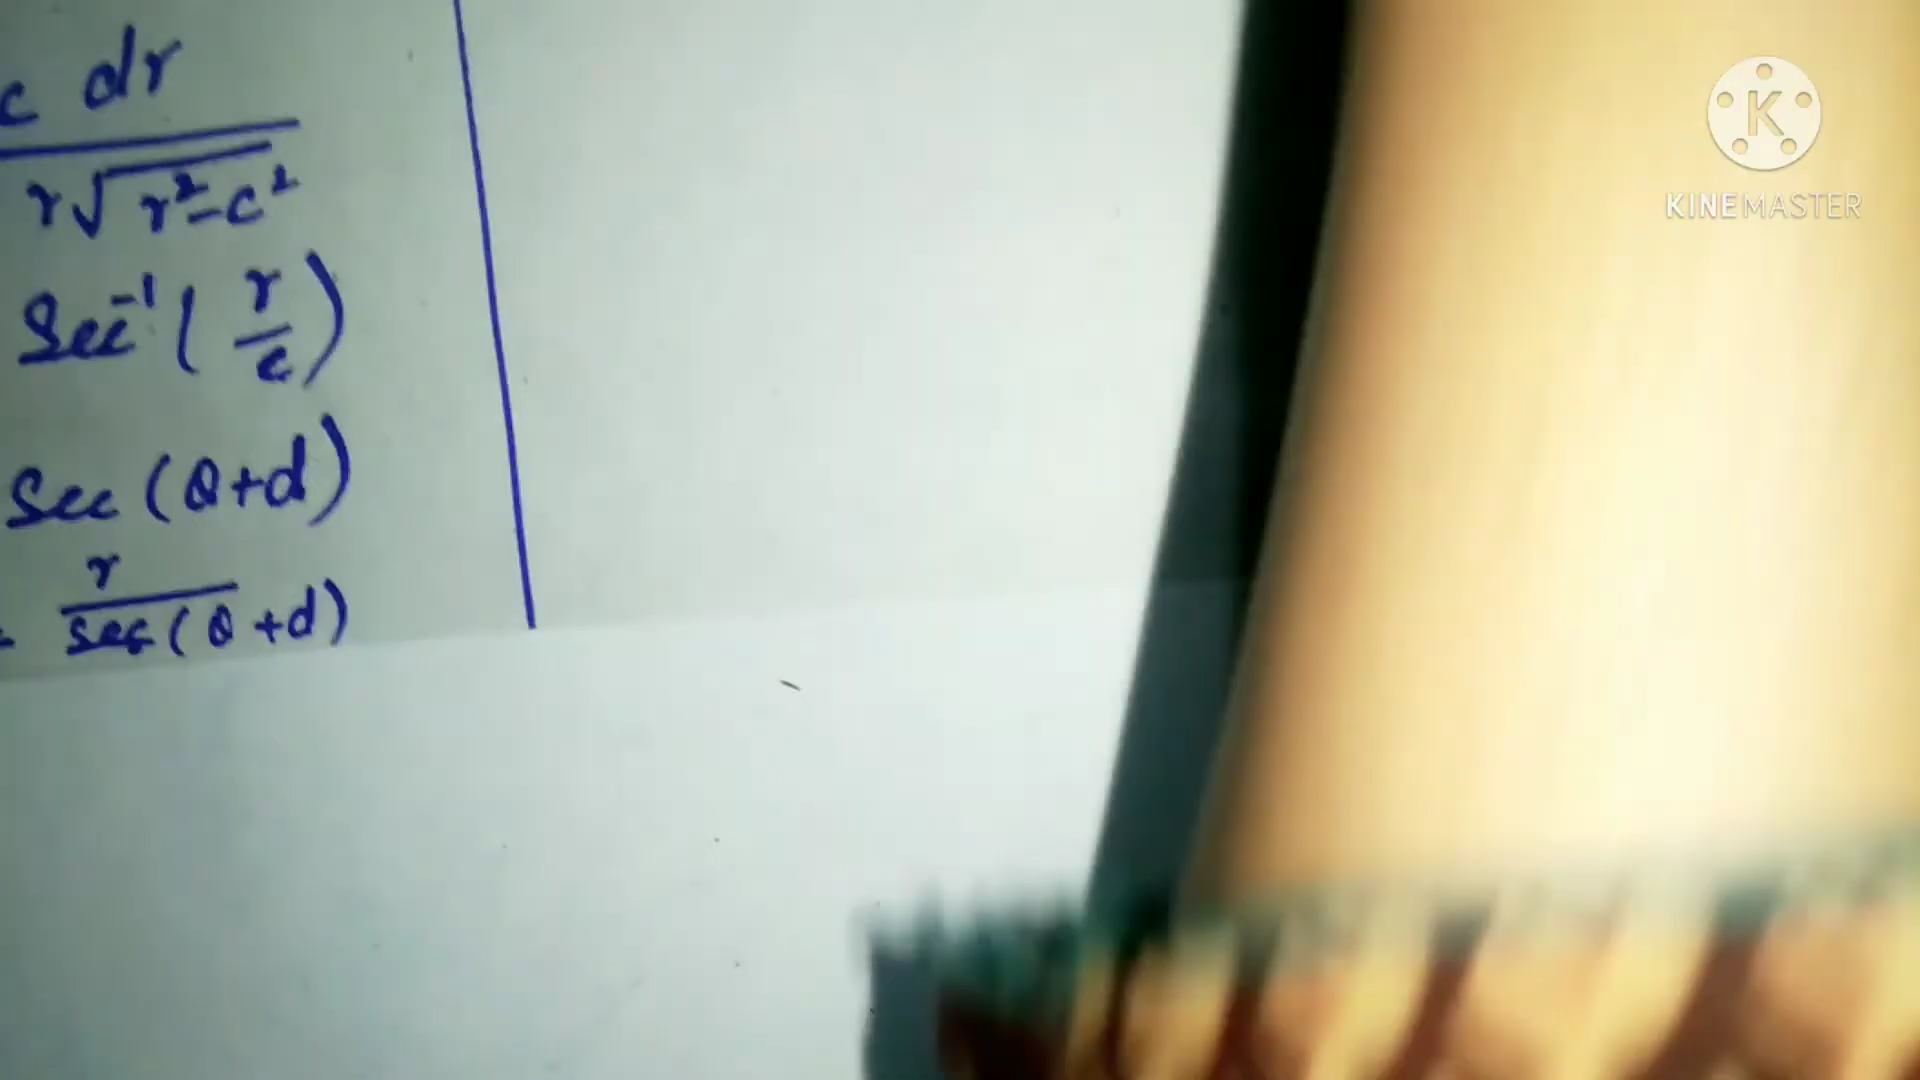 c dr
r√r²-c²
Sec⁻¹(r/c)
Sec (θ+d)
r
sec(θ+d)
K
KINEMASTER